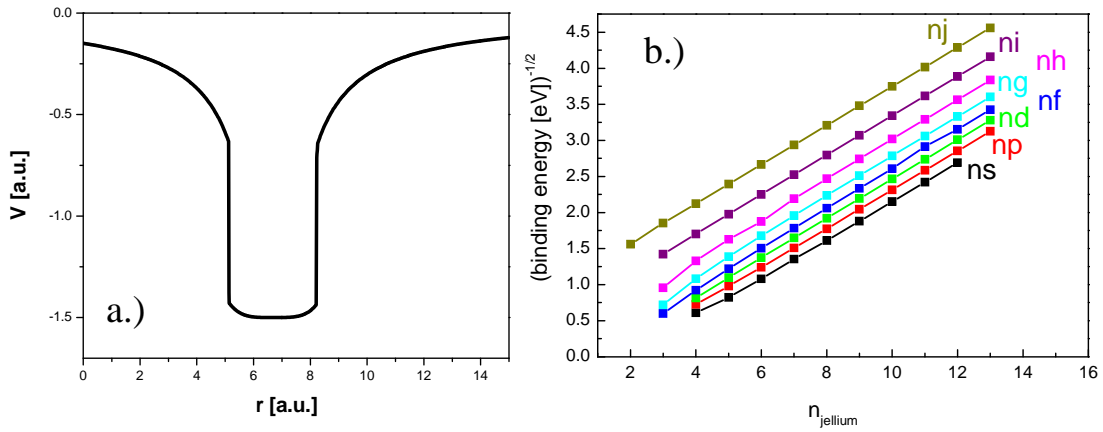 a.)
0.0
-0.5
-1.0
-1.5
V [a.u.]
0 2 4 6 8 10 12 14
r [a.u.]
b.)
4.5
4.0
3.5
3.0
2.5
2.0
1.5
1.0
0.5
0.0
(binding energy [eV])-1/2
nj
ni
nh
ng
nf
nd
np
ns
2 4 6 8 10 12 14 16
njellium